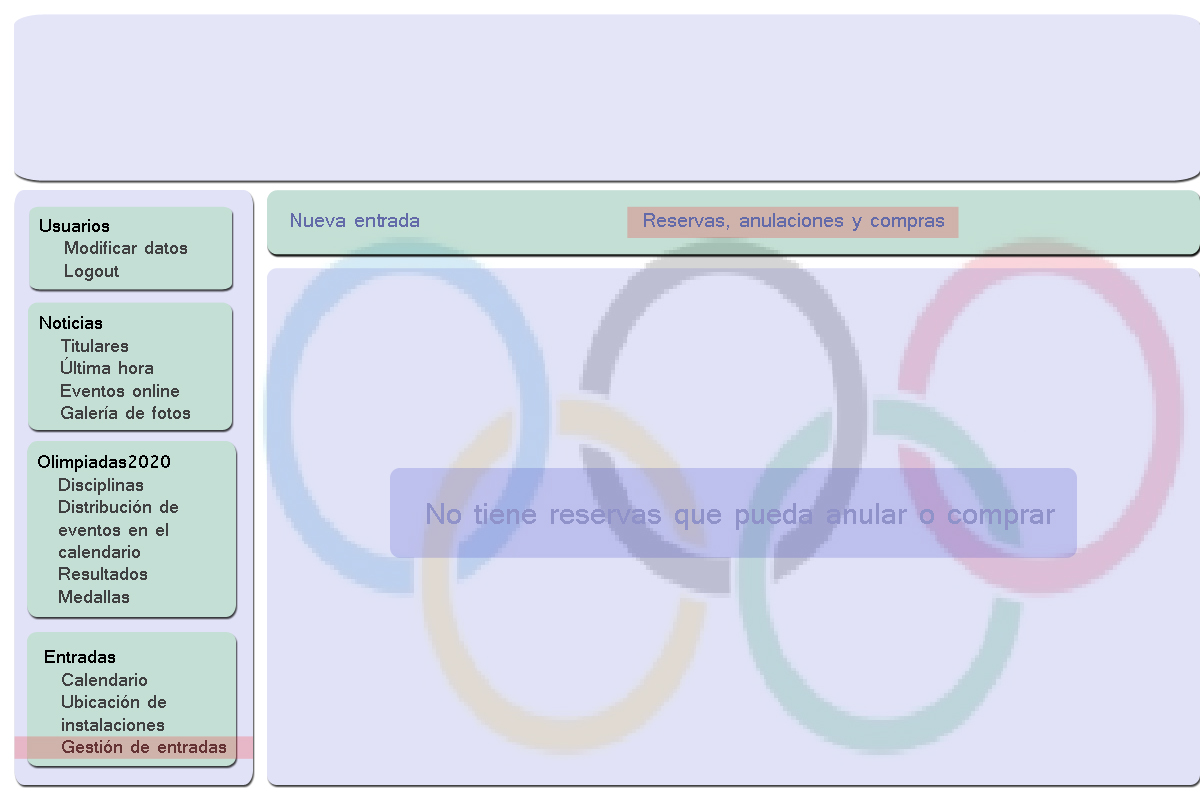 Nueva entrada
Reservas, anulaciones y compras
Usuarios
Modificar datos
Logout
Noticias
Titulares
Última hora
Eventos online
Galería de fotos
Olimpiadas2020
Disciplinas
Distribución de
eventos en el
calendario
Resultados
Medallas
Entradas
Calendario
Ubicación de
instalaciones
Gestión de entradas
No tiene reservas que pueda anular o comprar